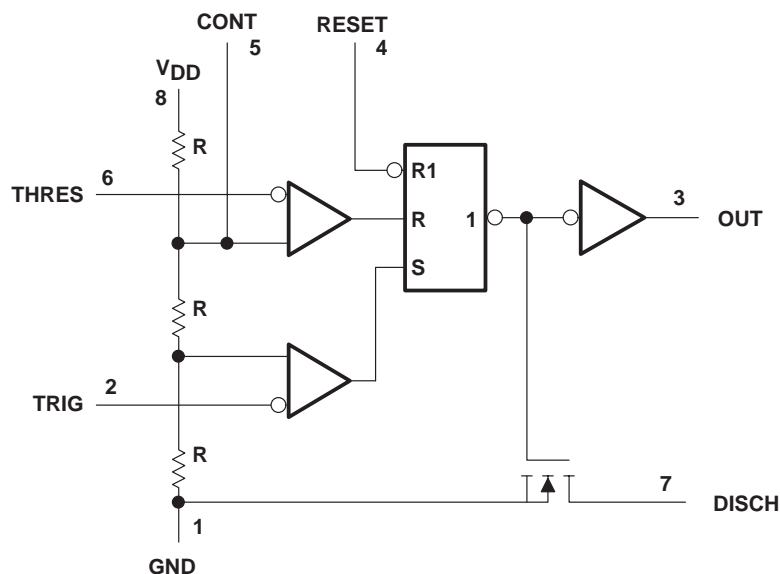 CONT
5
RESET
4
VDD
8
R
6
THRES
R1
R
1
3
OUT
S
R
2
TRIG
R
7
DISCH
1
GND